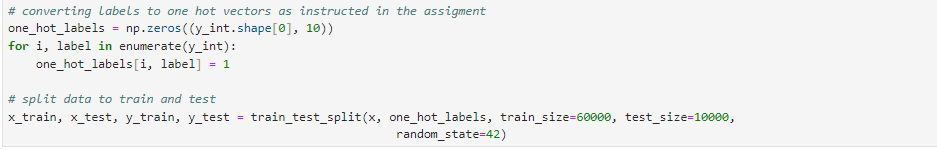 # converting labels to one hot vectors as instructed in the assigment
one_hot_labels = np.zeros((y_int.shape[0], 10))
for i, label in enumerate(y_int):
    one_hot_labels[i, label] = 1

# split data to train and test
x_train, x_test, y_train, y_test = train_test_split(x, one_hot_labels, train_size=60000, test_size=10000,
                                                    random_state=42)